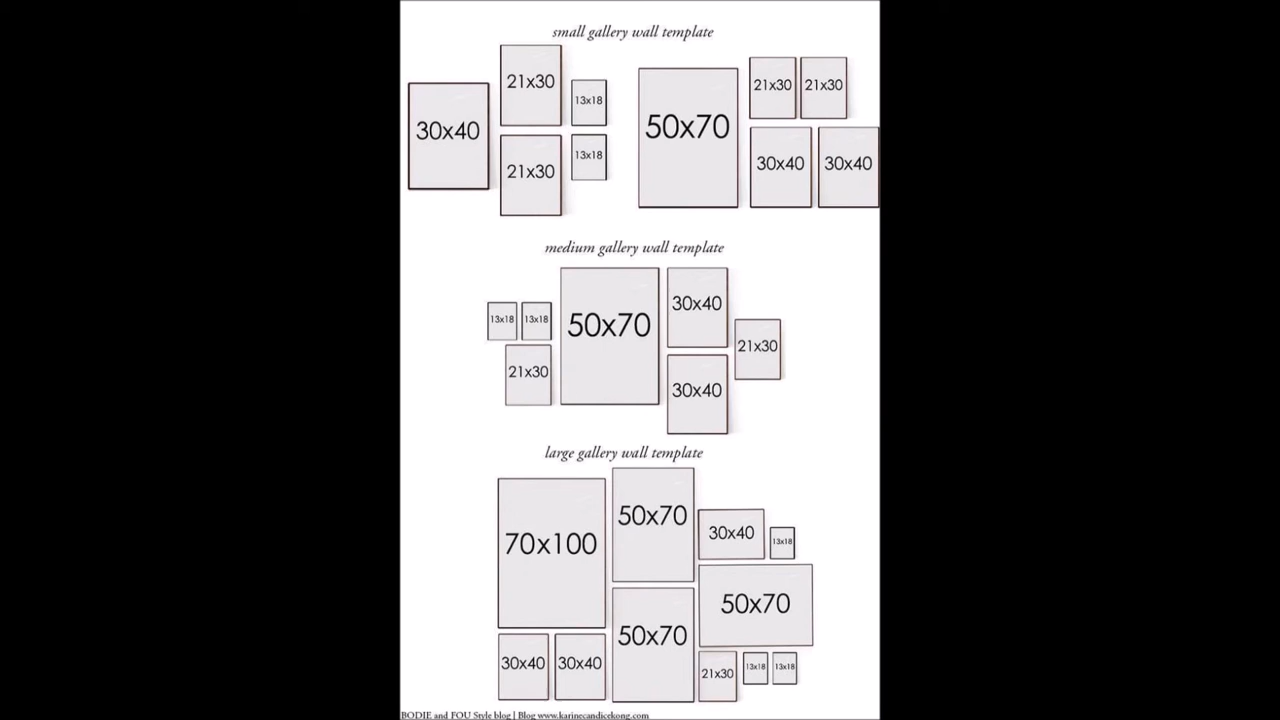 small gallery wall template
30x40
21x30
13x18
21x30
13x18
50x70
21x30
21x30
30x40
30x40
medium gallery wall template
13x18
13x18
21x30
50x70
30x40
30x40
21x30
large gallery wall template
70x100
50x70
30x40
13x18
50x70
50x70
30x40
30x40
21x30
13x18
13x18
BODIE and FOU Style blog | Blog www.karinecandicekong.com